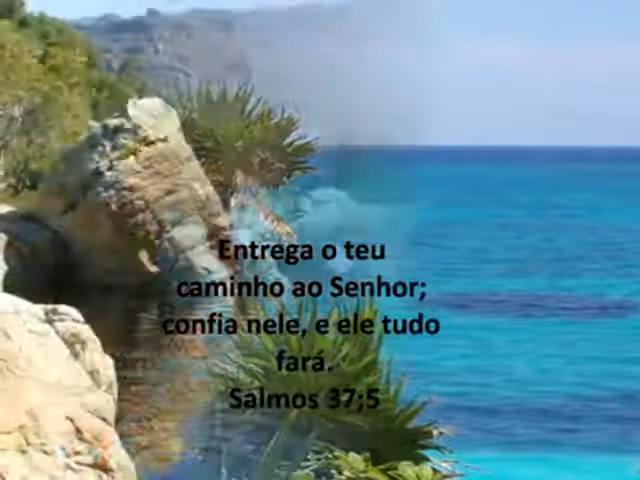 Entrega o teu
caminho ao Senhor;
confia nele, e ele tudo
fará.
Salmos 37;5